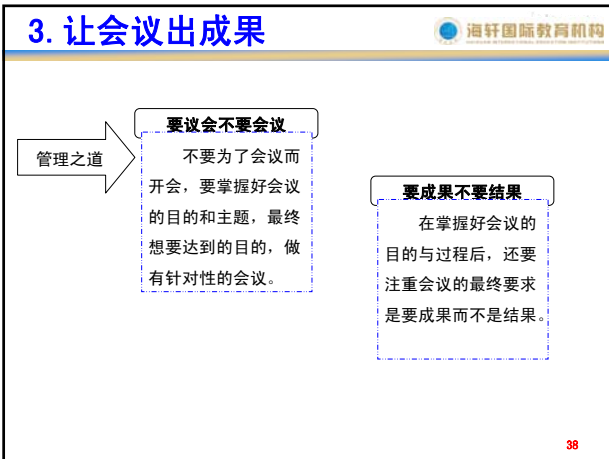 3.让会议出成果
海轩国际教育机构
管理之道
要议会不要会议
不要为了会议而
开会，要掌握好会议
的目的和主题，最终
想要达到的目的，做
有针对性的会议。
要成果不要结果
在掌握好会议的
目的与过程后，还要
注重会议的最终要求
是要成果而不是结果。
38